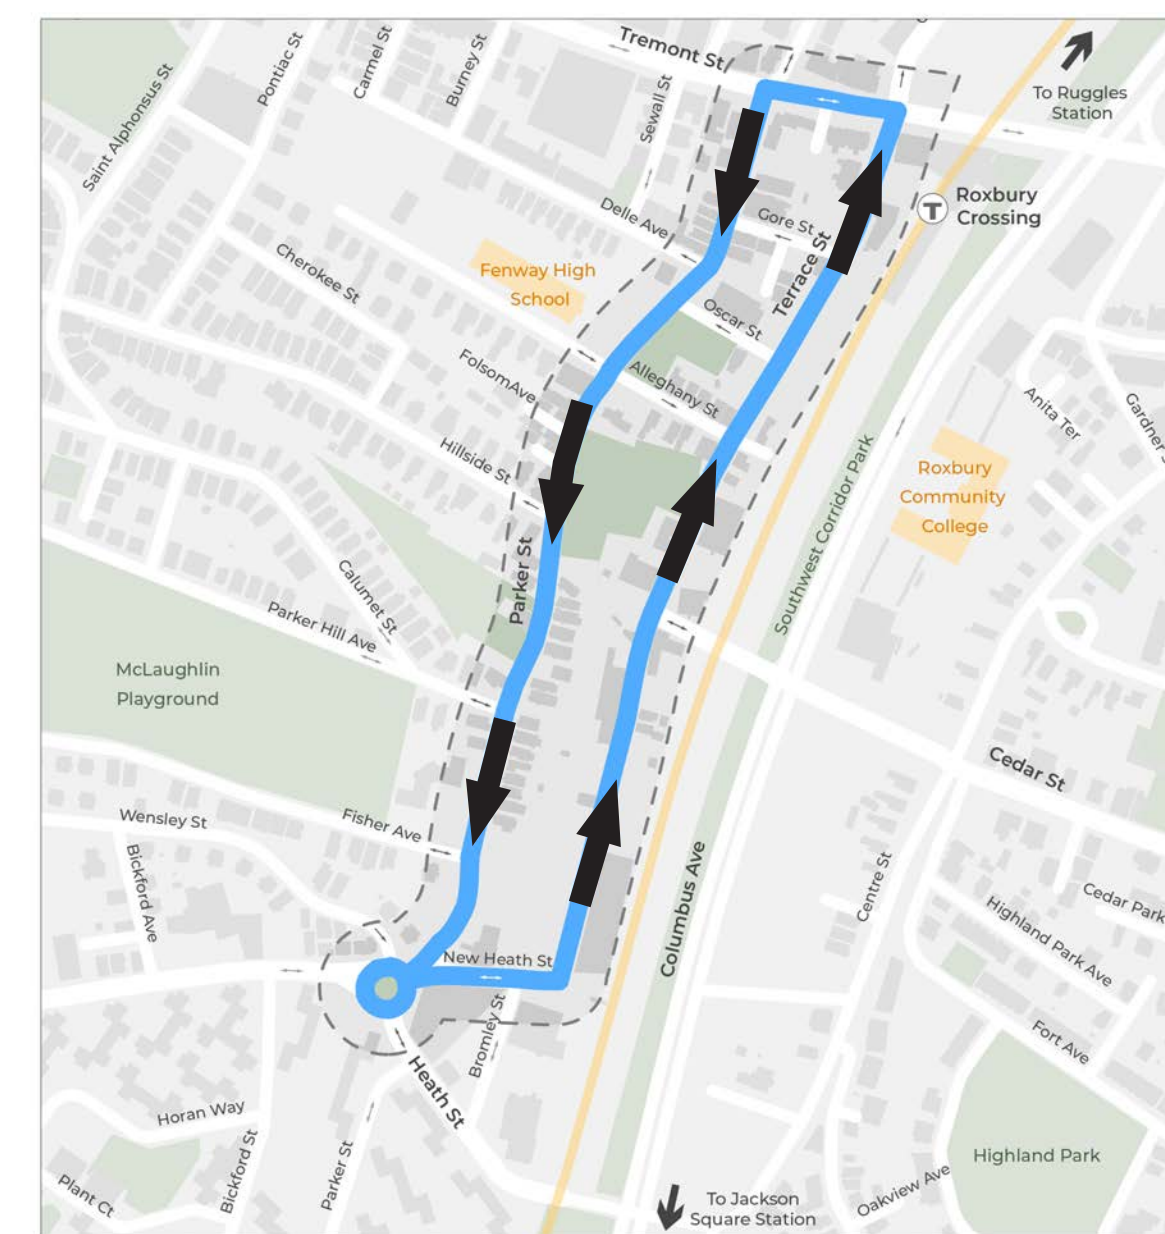 Tremont St
To Ruggles
Station
Saint Alphonsus St
Pontiac St
Carmel St
Burney St
Sewall St
Delle Ave
Gore St
Terrace St
T
Roxbury
Crossing
Cherokee St
Fenway High
School
Oscar St
FolsomAve
Alleghany St
Hillside St
Anita Ter
Gardner S
Roxbury
Community
College
Southwest Corridor Park
Parker St
Calumet St
Parker Hill Ave
McLaughlin
Playground
Cedar St
Wensley St
Fisher Ave
Bickford Ave
Columbus Ave
Centre St
Cedar Park
Highland Park Ave
New Heath St
Bromley St
Fort Ave
Heath St
Horan Way
Bickford St
Parker St
Plant Ct
Highland Park
Oakview Ave
To Jackson
Square Station